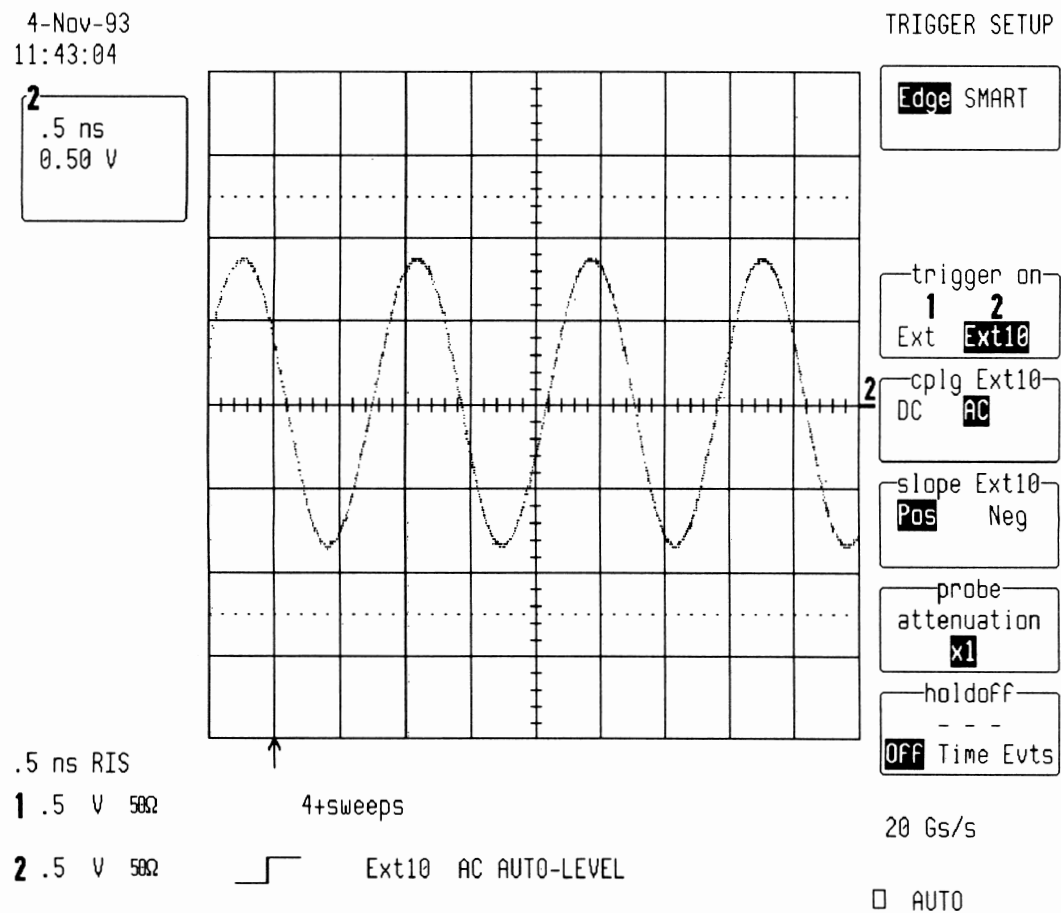 4-Nov-93
11:43:04
TRIGGER SETUP
2
.5 ns
0.50 V
Edge SMART
trigger on
1 2
Ext Ext10
2
cplg Ext10
DC AC
slope Ext10
Pos Neg
probe
attenuation
x1
holdoff
- - -
OFF Time Evts
.5 ns RIS
1 .5 V 50Ω
4+sweeps
20 Gs/s
2 .5 V 50Ω
Ext10 AC AUTO-LEVEL
AUTO